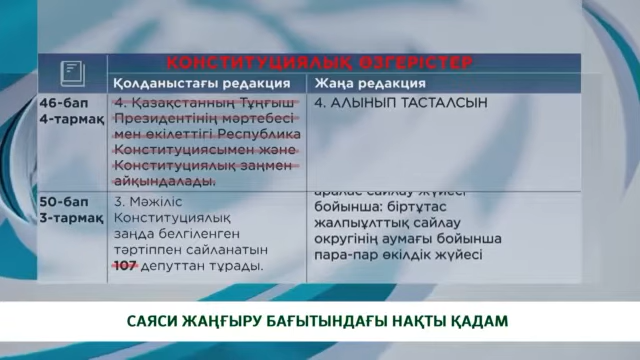 КОНСТИТУЦИЯЛЫҚ ӨЗГЕРІСТЕР
Қолданыстағы редакция
Жаңа редакция
46-бап
4-тармақ
4. Қазақстанның Тұңғыш
Президентінің мәртебесі
мен өкілеттігі Республика
Конституциясымен және
Конституциялық заңмен
айқындалады.
4. АЛЫНЫП ТАСТАЛСЫН
50-бап
3-тармақ
3. Мәжіліс
Конституциялық
заңда белгіленген
тәртіппен сайланатын
107 депуттан тұрады.
аралас сайлау жүйесі
бойынша: біртұтас
жалпыұлттық сайлау
округінің аумағы бойынша
пара-пар өкілдік жүйесі
САЯСИ ЖАҢҒЫРУ БАҒЫТЫНДАҒЫ НАҚТЫ ҚАДАМ